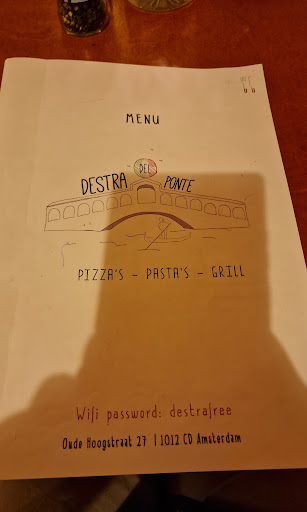 MENU
DEL
DESTRA PONTE
PIZZA'S - PASTA'S - GRILL
Wifi password: destrafree
Oude Hoogstraat 27 | 1012 CD Amsterdam